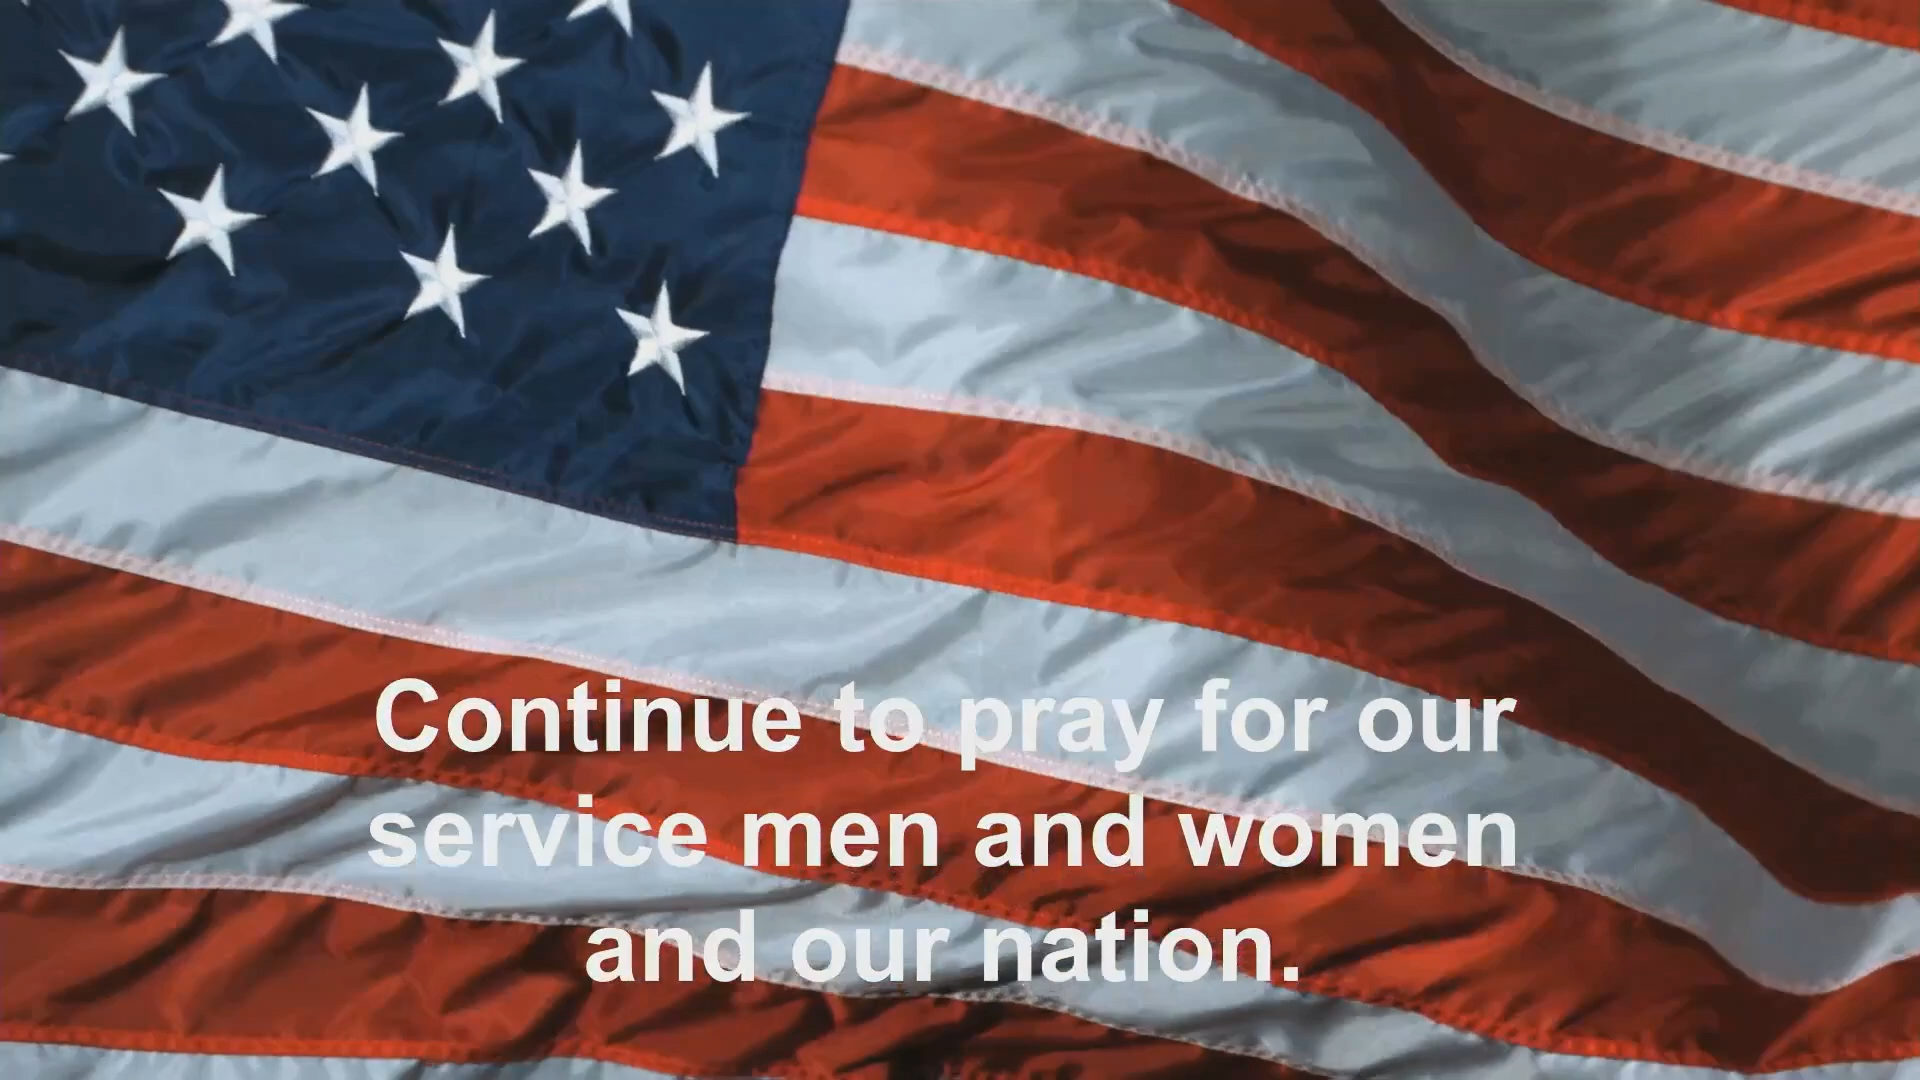 Continue to pray for our
service men and women
and our nation.